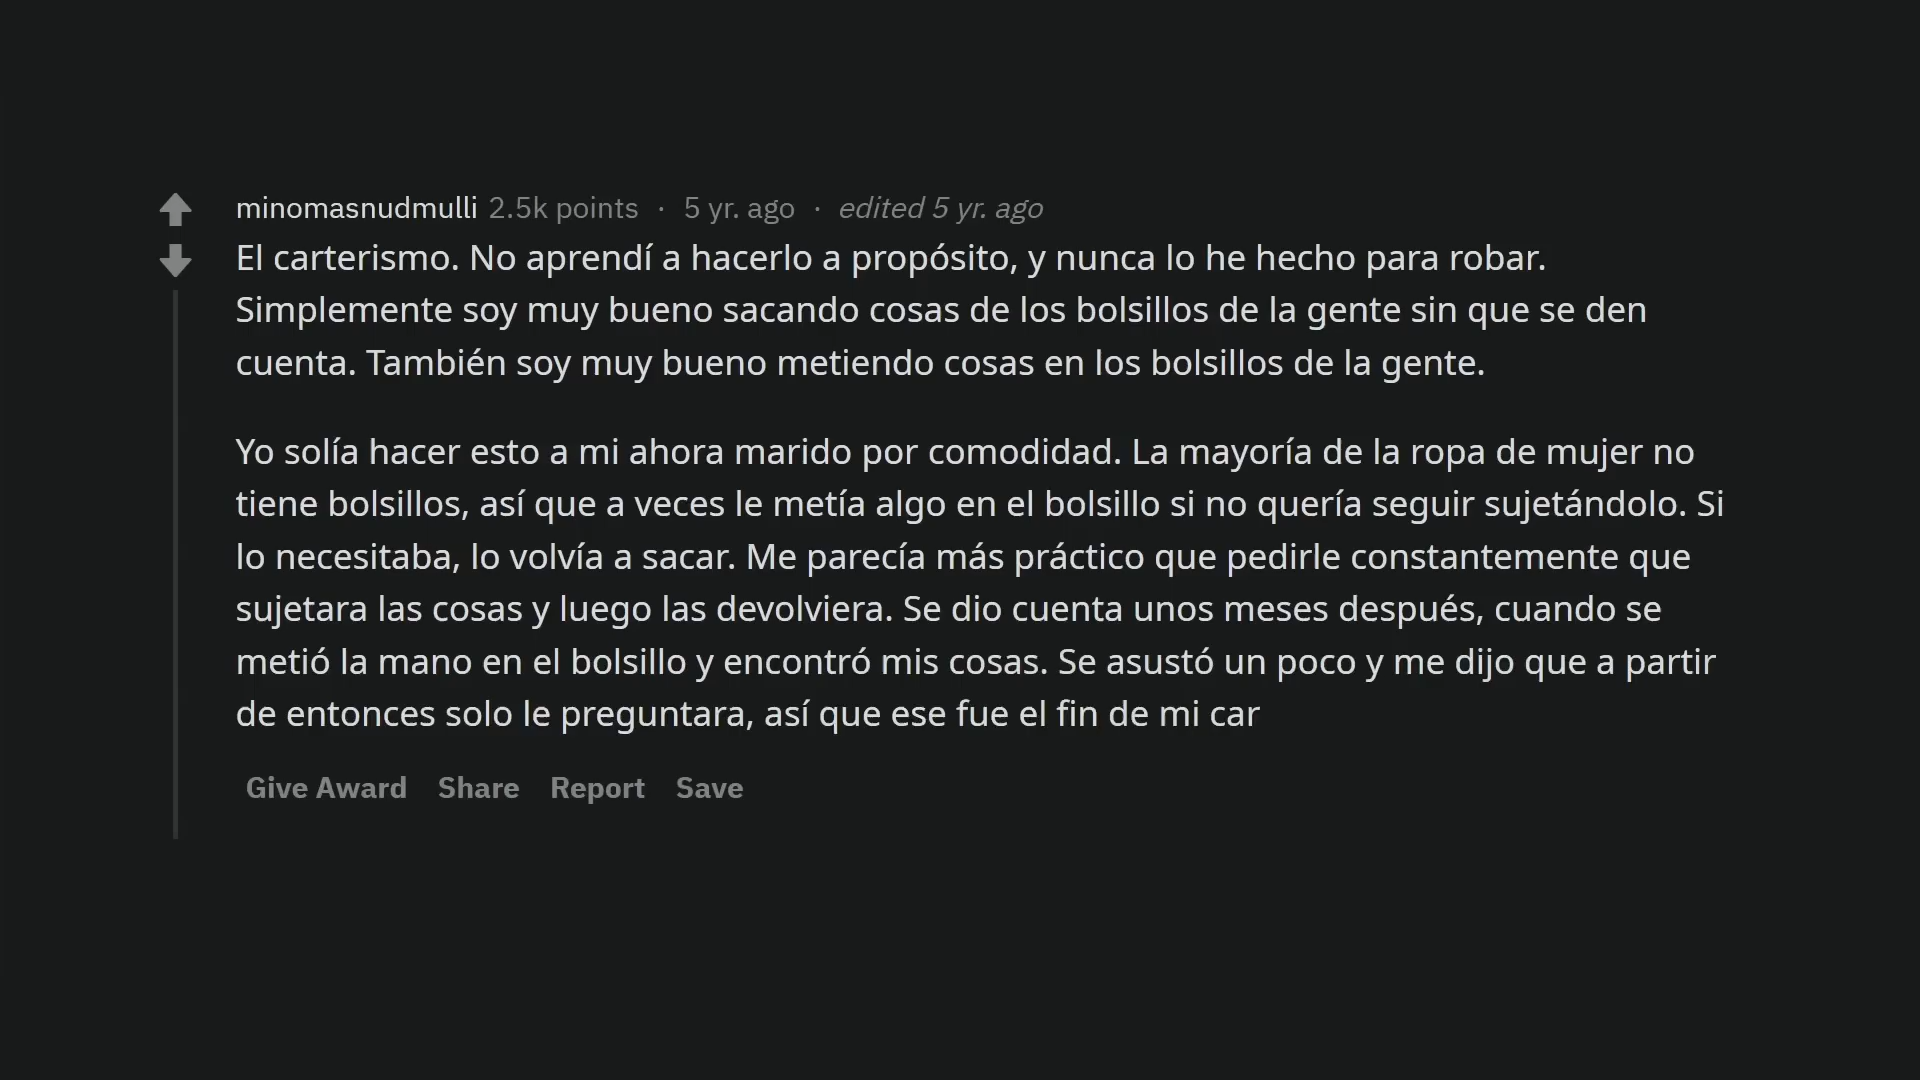 minomasnudmulli 2.5k points · 5 yr. ago · edited 5 yr. ago
El carterismo. No aprendí a hacerlo a propósito, y nunca lo he hecho para robar.
Simplemente soy muy bueno sacando cosas de los bolsillos de la gente sin que se den
cuenta. También soy muy bueno metiendo cosas en los bolsillos de la gente.
Yo solía hacer esto a mi ahora marido por comodidad. La mayoría de la ropa de mujer no
tiene bolsillos, así que a veces le metía algo en el bolsillo si no quería seguir sujetándolo. Si
lo necesitaba, lo volvía a sacar. Me parecía más práctico que pedirle constantemente que
sujetara las cosas y luego las devolviera. Se dio cuenta unos meses después, cuando se
metió la mano en el bolsillo y encontró mis cosas. Se asustó un poco y me dijo que a partir
de entonces solo le preguntara, así que ese fue el fin de mi car
Give Award Share Report Save